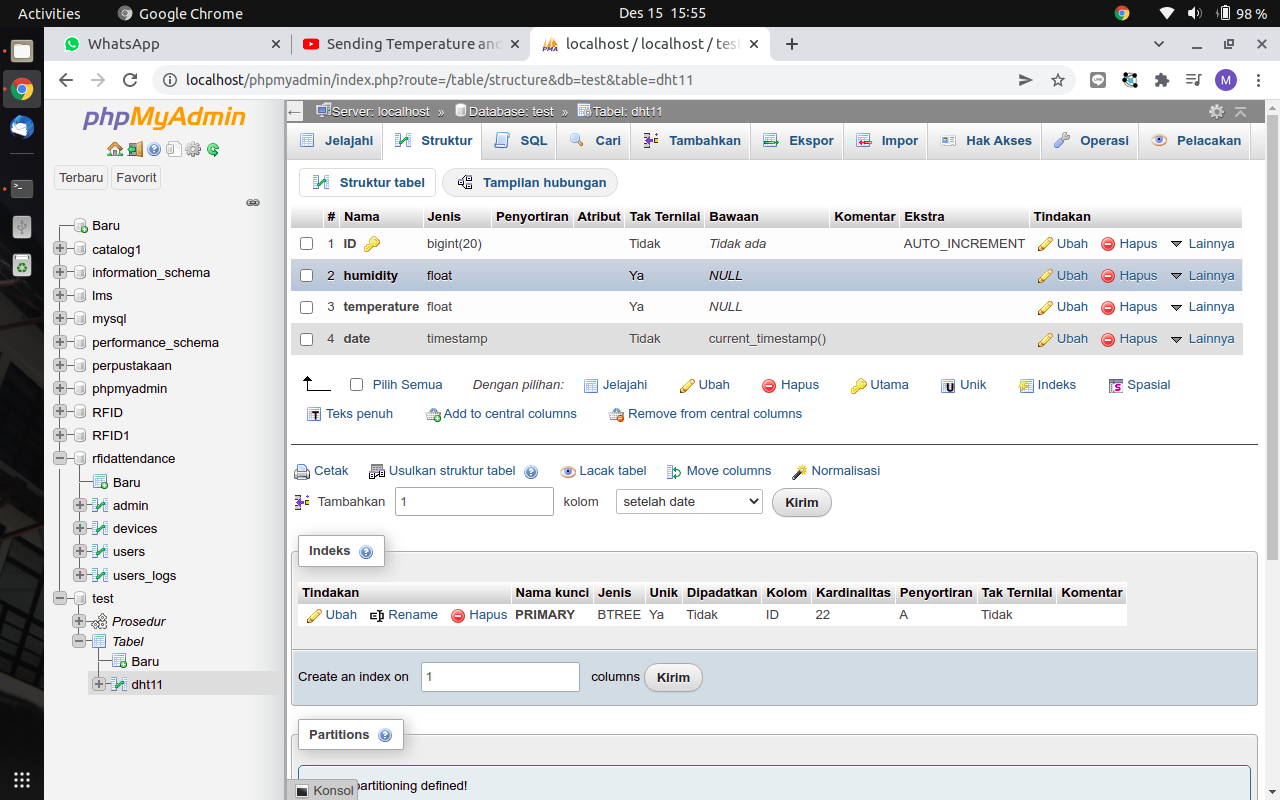 Activities Google Chrome Des 15 15:55 98 %
WhatsApp Sending Temperature and localhost / localhost / test
localhost/phpmyadmin/index.php?route=/table/structure&db=test&table=dht11 M
phpMyAdmin
Terbaru Favorit
Baru
catalog1
information_schema
lms
mysql
performance_schema
perpustakaan
phpmyadmin
RFID
RFID1
rfidattendance
Baru
admin
devices
users
users_logs
test
Prosedur
Tabel
Baru
dht11
Server: localhost » Database: test » Tabel: dht11
Jelajahi Struktur SQL Cari Tambahkan Ekspor Impor Hak Akses Operasi Pelacakan
Struktur tabel Tampilan hubungan
# Nama Jenis Penyortiran Atribut Tak Ternilai Bawaan Komentar Ekstra Tindakan
1 ID bigint(20) Tidak Tidak ada AUTO_INCREMENT Ubah Hapus Lainnya
2 humidity float Ya NULL Ubah Hapus Lainnya
3 temperature float Ya NULL Ubah Hapus Lainnya
4 date timestamp Tidak current_timestamp() Ubah Hapus Lainnya
Pilih Semua Dengan pilihan: Jelajahi Ubah Hapus Utama Unik Indeks Spasial
Teks penuh Add to central columns Remove from central columns
Cetak Usulkan struktur tabel Lacak tabel Move columns Normalisasi
Tambahkan 1 kolom setelah date Kirim
Indeks
Tindakan Nama kunci Jenis Unik Dipadatkan Kolom Kardinalitas Penyortiran Tak Ternilai Komentar
Ubah Rename Hapus PRIMARY BTREE Ya Tidak ID 22 A Tidak
Create an index on 1 columns Kirim
Partitions
partitioning defined!
Konsol